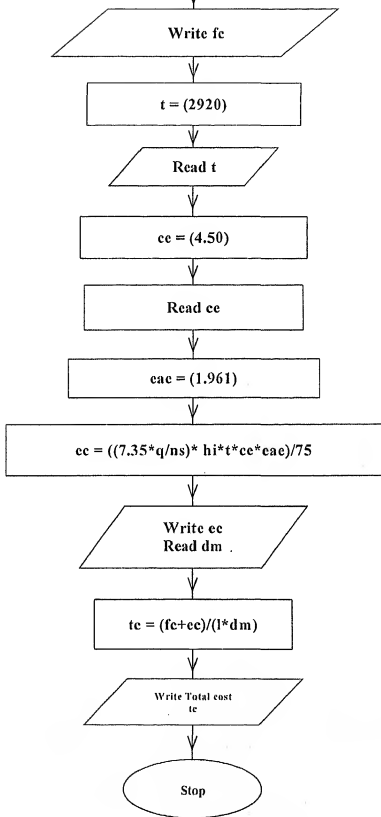 Write fc
t = (2920)
Read t
ce = (4.50)
Read ce
eae = (1.961)
ec = ((7.35*q/ns)* hi*t*ce*eae)/75
Write ec
Read dm
tc = (fc+ec)/(l*dm)
Write Total cost
tc
Stop